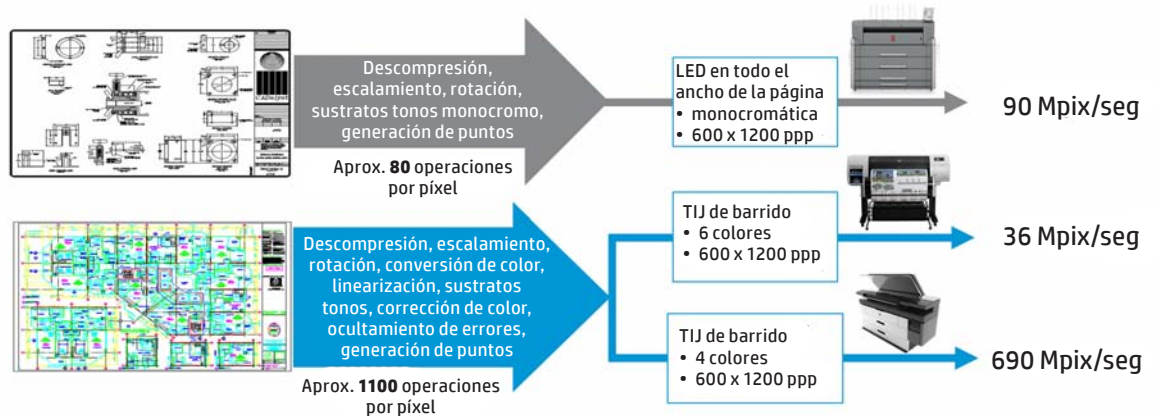 Descompresión,
escalamiento, rotación,
sustratos tonos monocromo,
generación de puntos
Aprox. 80 operaciones
por píxel
LED en todo el
ancho de la página
• monocromática
• 600 x 1200 ppp
90 Mpix/seg
Descompresión, escalamiento,
rotación, conversión de color,
linearización, sustratos
tonos, corrección de color,
ocultamiento de errores,
generación de puntos
Aprox. 1100 operaciones
por píxel
TIJ de barrido
• 6 colores
• 600 x 1200 ppp
36 Mpix/seg
TIJ de barrido
• 4 colores
• 600 x 1200 ppp
690 Mpix/seg